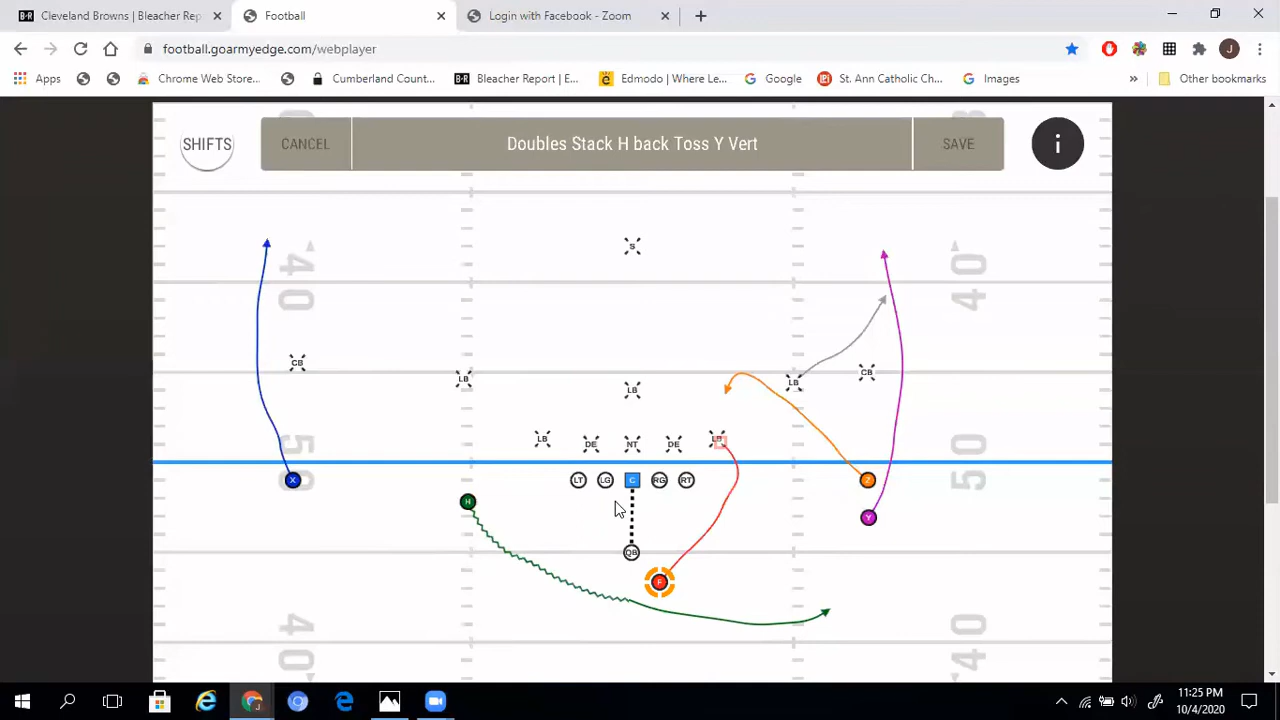 Cleveland Browns | Bleacher Rep
Football
Login with Facebook - Zoom
football.goarmyedge.com/webplayer
J
Apps
Chrome Web Store...
Cumberland Count...
B·R
Bleacher Report | E...
Edmodo | Where L...
Google
St. Ann Catholic Ch...
Images
»
Other bookmarks
SHIFTS
CANCEL
Doubles Stack H back Toss Y Vert
SAVE
i
S
40
40
CB
LB
LB
LB
CB
LB
DE
NT
DE
LB
50
50
X
LT
LG
C
RG
RT
Z
H
Y
QB
F
40
40
11:25 PM
10/4/2020